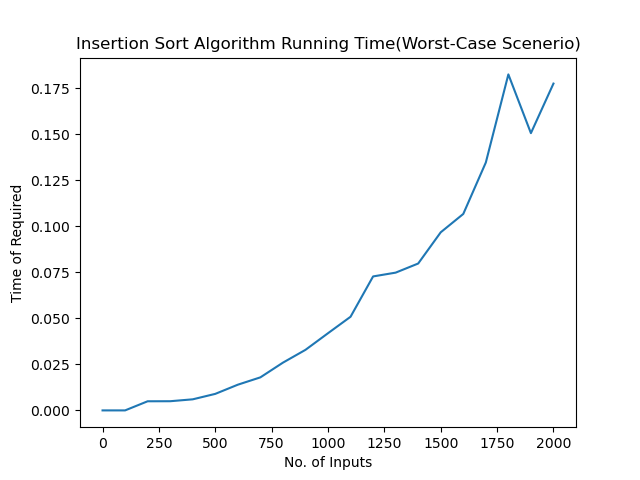 Insertion Sort Algorithm Running Time(Worst-Case Scenerio)
0.175
0.150
0.125
0.100
0.075
0.050
0.025
0.000
Time of Required
0 250 500 750 1000 1250 1500 1750 2000
No. of Inputs